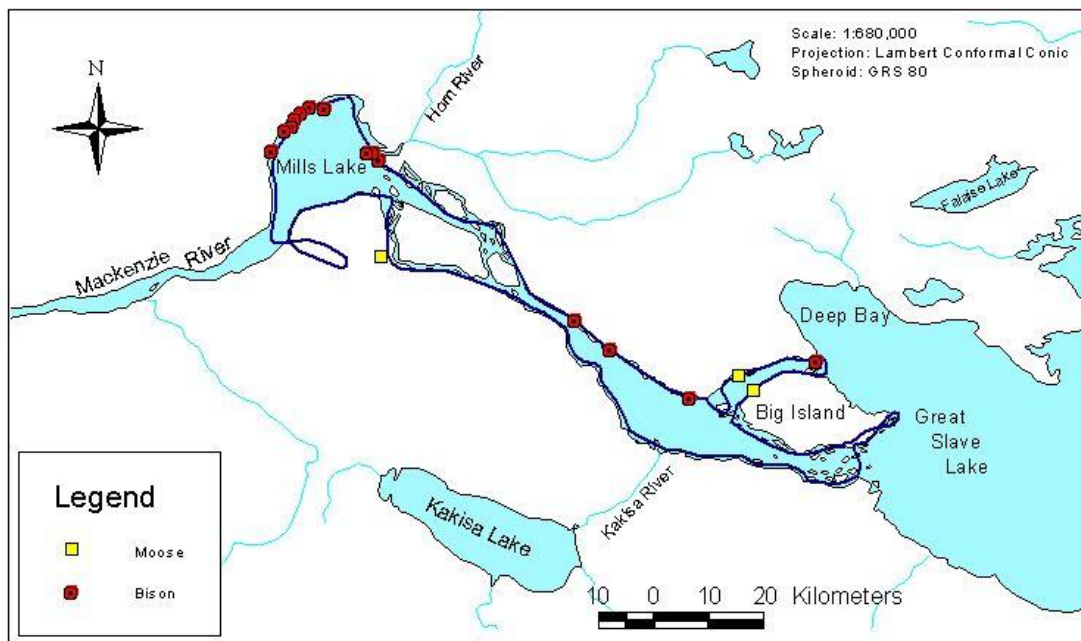 Scale: 1:680,000
Projection: Lambert Conformal Conic
Spheroid: GRS 80
N
Horn River
Mills Lake
Falaise Lake
Mackenzie River
Deep Bay
Big Island
Great
Slave
Lake
Kakisa River
Kakisa Lake
Legend
Moose
Bison
10 0 10 20 Kilometers